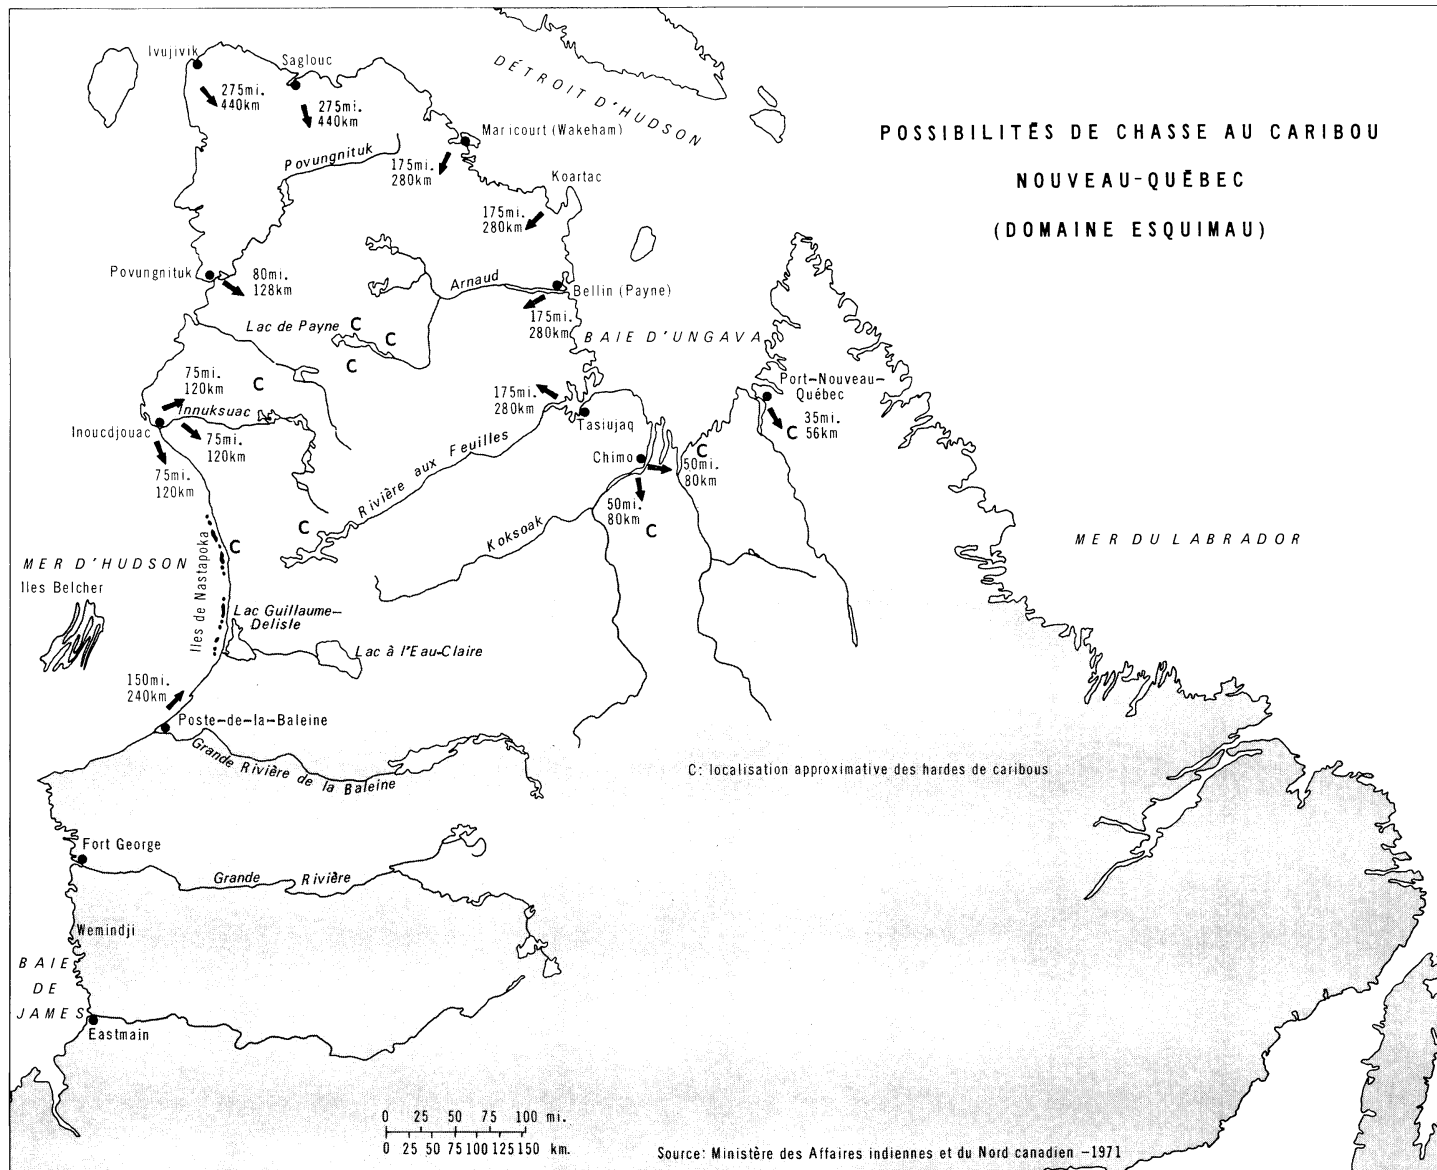 Ivujivik
275mi.
440km
Saglouc
275mi.
440km
DÉTROIT D'HUDSON
Maricourt (Wakeham)
175mi.
280km
Povungnituk
Koartac
175mi.
280km
POSSIBILITÉS DE CHASSE AU CARIBOU
NOUVEAU-QUÉBEC
(DOMAINE ESQUIMAU)
Povungnituk
80mi.
128km
Arnaud
Bellin (Payne)
175mi.
280km
Lac de Payne
C
C
C
C
BAIE D'UNGAVA
75mi.
120km
Innuksuac
Inoucdjouac
75mi.
120km
75mi.
120km
175mi.
280km
Tasiujaq
Rivière aux Feuilles
Port-Nouveau-
Québec
35mi.
56km
C
Chimo
C
50mi.
80km
50mi.
80km
C
Koksoak
C
C
MER D'HUDSON
Iles Belcher
Iles de Nastapoka
MER DU LABRADOR
Lac Guillaume-
Delisle
Lac à l'Eau-Claire
150mi.
240km
Poste-de-la-Baleine
Grande Rivière de la Baleine
C: localisation approximative des hardes de caribous
Fort George
Grande Rivière
Wemindji
BAIE
DE
JAMES
Eastmain
0 25 50 75 100 mi.
0 25 50 75 100 125 150 km.
Source: Ministère des Affaires indiennes et du Nord canadien -1971